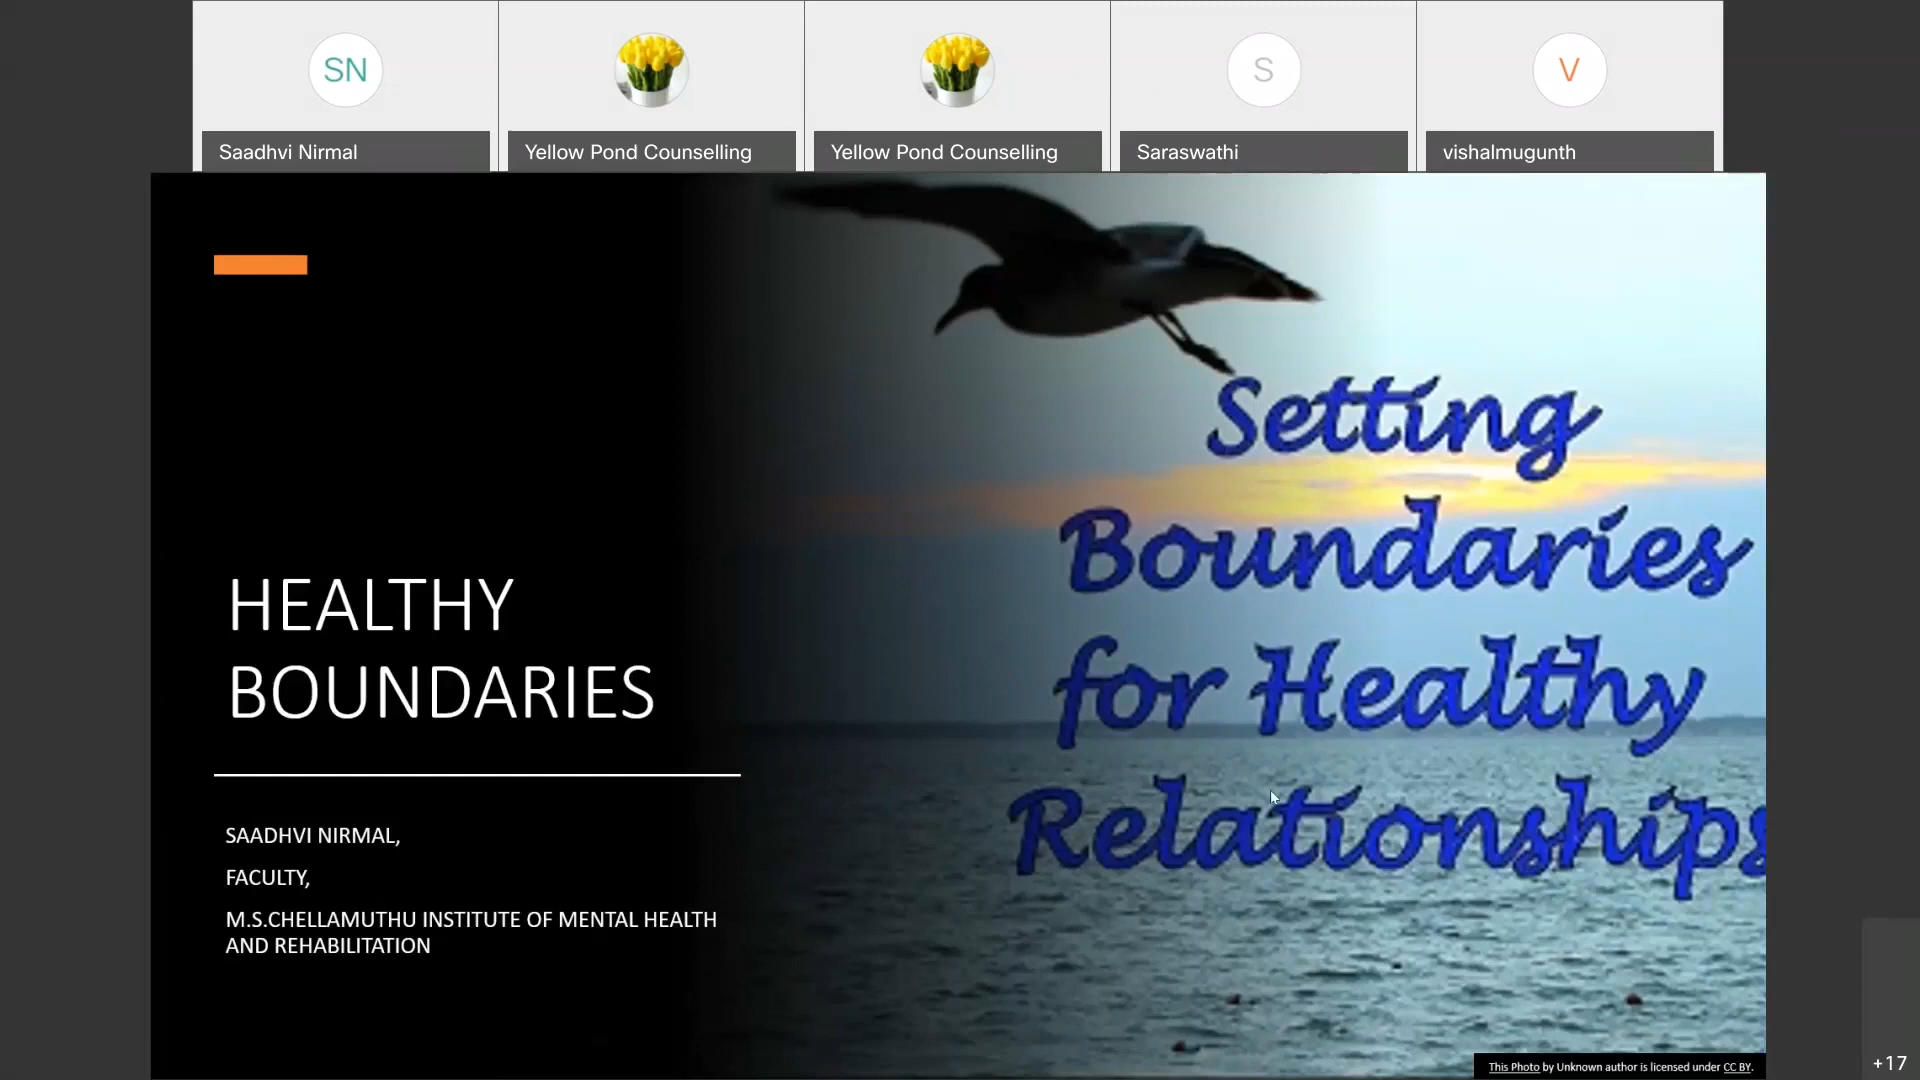 SN
S
V
Saadhvi Nirmal
Yellow Pond Counselling
Yellow Pond Counselling
Saraswathi
vishalmugunth
HEALTHY
BOUNDARIES
SAADHVI NIRMAL,
FACULTY,
M.S.CHELLAMUTHU INSTITUTE OF MENTAL HEALTH
AND REHABILITATION
Setting
Boundaries
for Healthy
Relationships
This Photo by Unknown author is licensed under CC BY.
+17